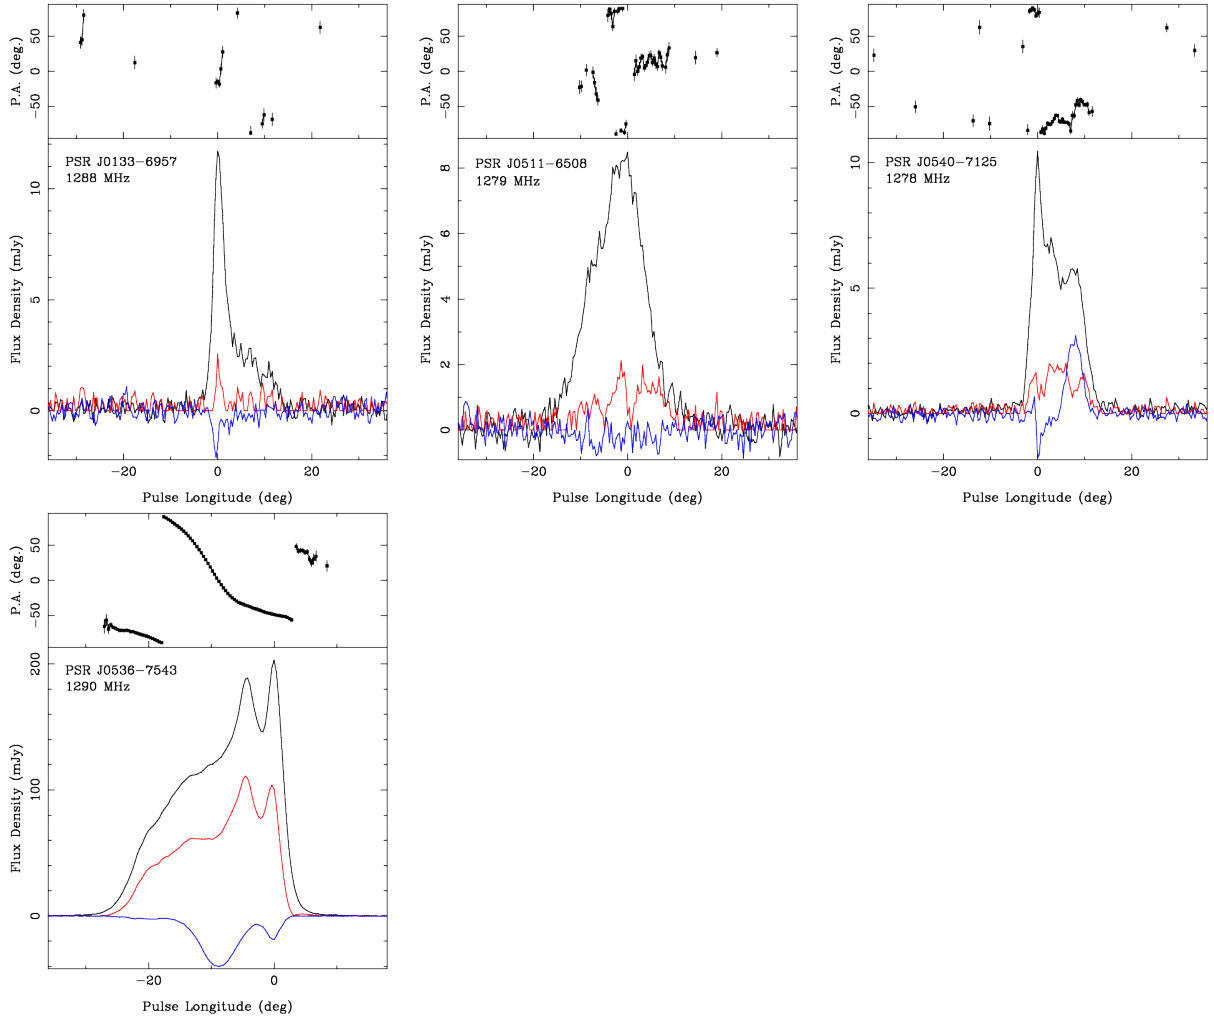 P.A. (deg.)
50
0
−50
PSR J0133−6957
1288 MHz
Flux Density (mJy)
10
5
0
−20
0
20
Pulse Longitude (deg)
P.A. (deg.)
50
0
−50
PSR J0511−6508
1279 MHz
Flux Density (mJy)
8
6
4
2
0
−20
0
20
Pulse Longitude (deg)
P.A. (deg.)
50
0
−50
PSR J0540−7125
1278 MHz
Flux Density (mJy)
10
5
0
−20
0
20
Pulse Longitude (deg)
P.A. (deg.)
50
0
−50
PSR J0536−7543
1290 MHz
Flux Density (mJy)
200
100
0
−20
0
Pulse Longitude (deg)